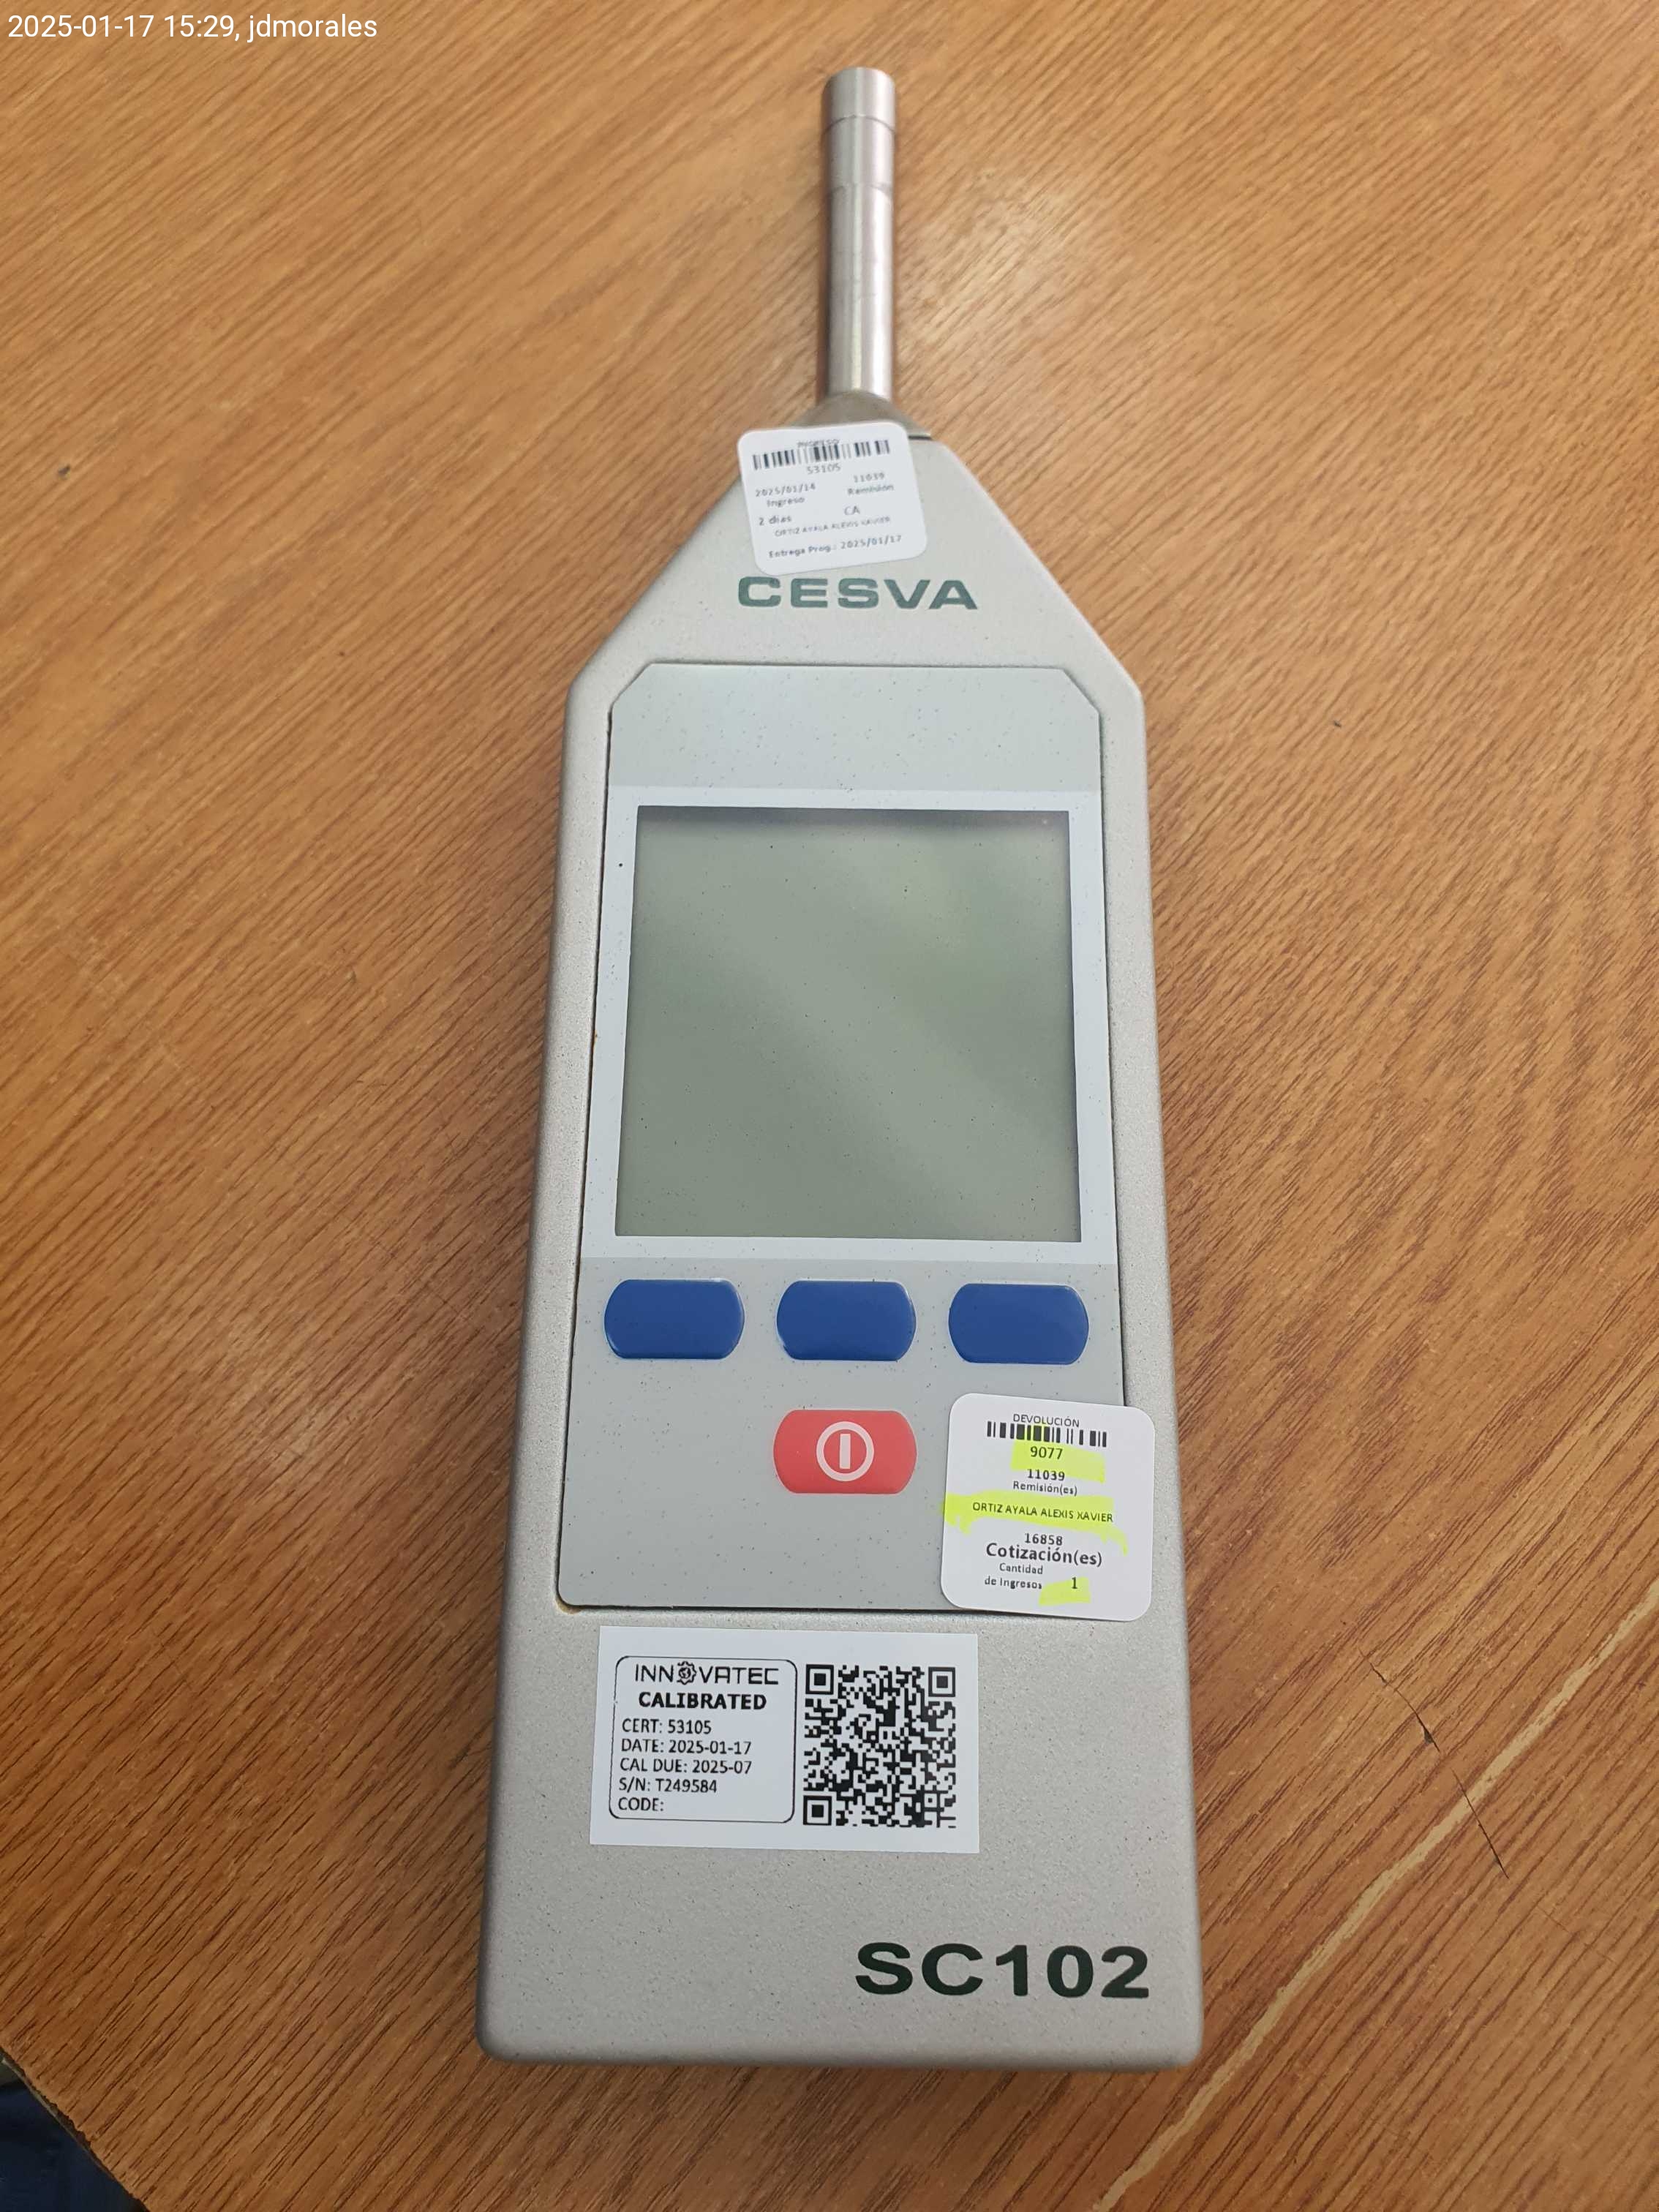 2025-01-17 15:29, jdmorales
INGRESO
53105
2025/01/14 11039
Ingreso Remisión
2 días CA
ORTIZ AYALA ALEXIS XAVIER
Entrega Prog.: 2025/01/17
CESVA
DEVOLUCIÓN
9077
11039
Remisión(es)
ORTIZ AYALA ALEXIS XAVIER
16858
Cotización(es)
Cantidad
de Ingresos 1
INNOVATEC
CALIBRATED
CERT: 53105
DATE: 2025-01-17
CAL DUE: 2025-07
S/N: T249584
CODE:
SC102